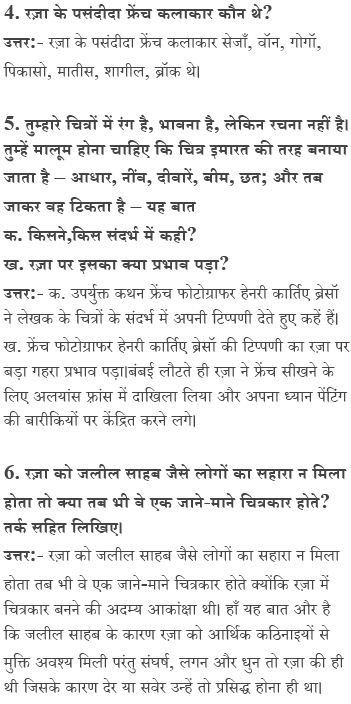 4. रज़ा के पसंदीदा फ्रेंच कलाकार कौन थे?
उत्तर:- रज़ा के पसंदीदा फ्रेंच कलाकार सेजाँ, वॉन, गोगॉ,
पिकासो, मातीस, शागील, ब्रॉक थे।
5. तुम्हारे चित्रों में रंग है, भावना है, लेकिन रचना नहीं है।
तुम्हें मालूम होना चाहिए कि चित्र इमारत की तरह बनाया
जाता है – आधार, नींव, दीवारें, बीम, छत; और तब
जाकर वह टिकता है – यह बात
क. किसने,किस संदर्भ में कही?
ख. रज़ा पर इसका क्या प्रभाव पड़ा?
उत्तर:- क. उपर्युक्त कथन फ्रेंच फोटोग्राफर हेनरी कार्तिए ब्रेसॉ
ने लेखक के चित्रों के संदर्भ में अपनी टिप्पणी देते हुए कहें हैं।
ख. फ्रेंच फोटोग्राफर हेनरी कार्तिए ब्रेसॉ की टिप्पणी का रज़ा पर
बड़ा गहरा प्रभाव पड़ा।बंबई लौटते ही रज़ा ने फ्रेंच सीखने के
लिए अलयांस फ्रांस में दाखिला लिया और अपना ध्यान पेंटिंग
की बारीकियों पर केंद्रित करने लगे।
6. रज़ा को जलील साहब जैसे लोगों का सहारा न मिला
होता तो क्या तब भी वे एक जाने-माने चित्रकार होते?
तर्क सहित लिखिए।
उत्तर:- रज़ा को जलील साहब जैसे लोगों का सहारा न मिला
होता तब भी वे एक जाने-माने चित्रकार होते क्योंकि रज़ा में
चित्रकार बनने की अदम्य आकांक्षा थी। हाँ यह बात और है
कि जलील साहब के कारण रज़ा को आर्थिक कठिनाइयों से
मुक्ति अवश्य मिली परंतु संघर्ष, लगन और धुन तो रज़ा की ही
थी जिसके कारण देर या सवेर उन्हें तो प्रसिद्ध होना ही था।